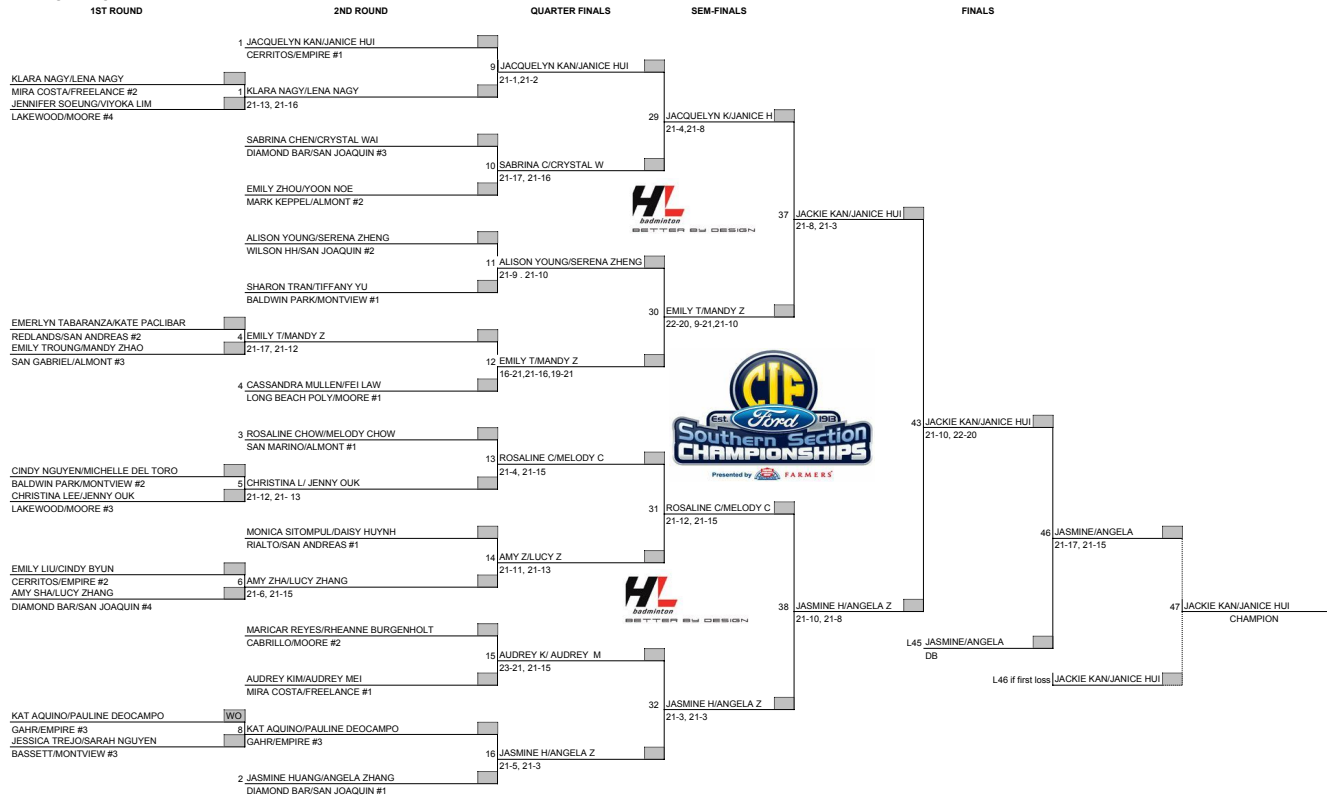 1ST ROUND
2ND ROUND
QUARTER FINALS
SEM-FINALS
FINALS
1 JACQUELYN KAN/JANICE HUI
CERRITOS/EMPIRE #1
9 JACQUELYN KAN/JANICE HUI
21-1,21-2
KLARA NAGY/LENA NAGY
MIRA COSTA/FREELANCE #2
1 KLARA NAGY/LENA NAGY
21-13, 21-16
JENNIFER SOEUNG/VIYOKA LIM
LAKEWOOD/MOORE #4
29 JACQUELYN K/JANICE H
21-4,21-8
SABRINA CHEN/CRYSTAL WAI
DIAMOND BAR/SAN JOAQUIN #3
10 SABRINA C/CRYSTAL W
21-17, 21-16
EMILY ZHOU/YOON NOE
MARK KEPPEL/ALMONT #2
HL
badminton
BETTER BY DESIGN
37 JACKIE KAN/JANICE HUI
21-8, 21-3
ALISON YOUNG/SERENA ZHENG
WILSON HH/SAN JOAQUIN #2
11 ALISON YOUNG/SERENA ZHENG
21-9 . 21-10
SHARON TRAN/TIFFANY YU
BALDWIN PARK/MONTVIEW #1
30 EMILY T/MANDY Z
22-20, 9-21,21-10
EMERLYN TABARANZA/KATE PACLIBAR
REDLANDS/SAN ANDREAS #2
4 EMILY T/MANDY Z
21-17, 21-12
EMILY TROUNG/MANDY ZHAO
SAN GABRIEL/ALMONT #3
12 EMILY T/MANDY Z
16-21,21-16,19-21
4 CASSANDRA MULLEN/FEI LAW
LONG BEACH POLY/MOORE #1
CIF
Est. Ford 1913
Southern Section
CHAMPIONSHIPS
Presented by FARMERS
43 JACKIE KAN/JANICE HUI
21-10, 22-20
3 ROSALINE CHOW/MELODY CHOW
SAN MARINO/ALMONT #1
13 ROSALINE C/MELODY C
21-4, 21-15
CINDY NGUYEN/MICHELLE DEL TORO
BALDWIN PARK/MONTVIEW #2
5 CHRISTINA L/ JENNY OUK
21-12, 21- 13
CHRISTINA LEE/JENNY OUK
LAKEWOOD/MOORE #3
31 ROSALINE C/MELODY C
21-12, 21-15
MONICA SITOMPUL/DAISY HUYNH
RIALTO/SAN ANDREAS #1
46 JASMINE/ANGELA
21-17, 21-15
14 AMY Z/LUCY Z
21-11, 21-13
EMILY LIU/CINDY BYUN
CERRITOS/EMPIRE #2
6 AMY ZHA/LUCY ZHANG
21-6, 21-15
AMY SHA/LUCY ZHANG
DIAMOND BAR/SAN JOAQUIN #4
HL
badminton
BETTER BY DESIGN
38 JASMINE H/ANGELA Z
21-10, 21-8
47 JACKIE KAN/JANICE HUI
CHAMPION
MARICAR REYES/RHEANNE BURGENHOLT
CABRILLO/MOORE #2
L45 JASMINE/ANGELA
DB
15 AUDREY K/ AUDREY M
23-21, 21-15
AUDREY KIM/AUDREY MEI
MIRA COSTA/FREELANCE #1
L46 if first loss JACKIE KAN/JANICE HUI
32 JASMINE H/ANGELA Z
21-3, 21-3
KAT AQUINO/PAULINE DEOCAMPO WO
GAHR/EMPIRE #3
8 KAT AQUINO/PAULINE DEOCAMPO
GAHR/EMPIRE #3
JESSICA TREJO/SARAH NGUYEN
BASSETT/MONTVIEW #3
16 JASMINE H/ANGELA Z
21-5, 21-3
2 JASMINE HUANG/ANGELA ZHANG
DIAMOND BAR/SAN JOAQUIN #1